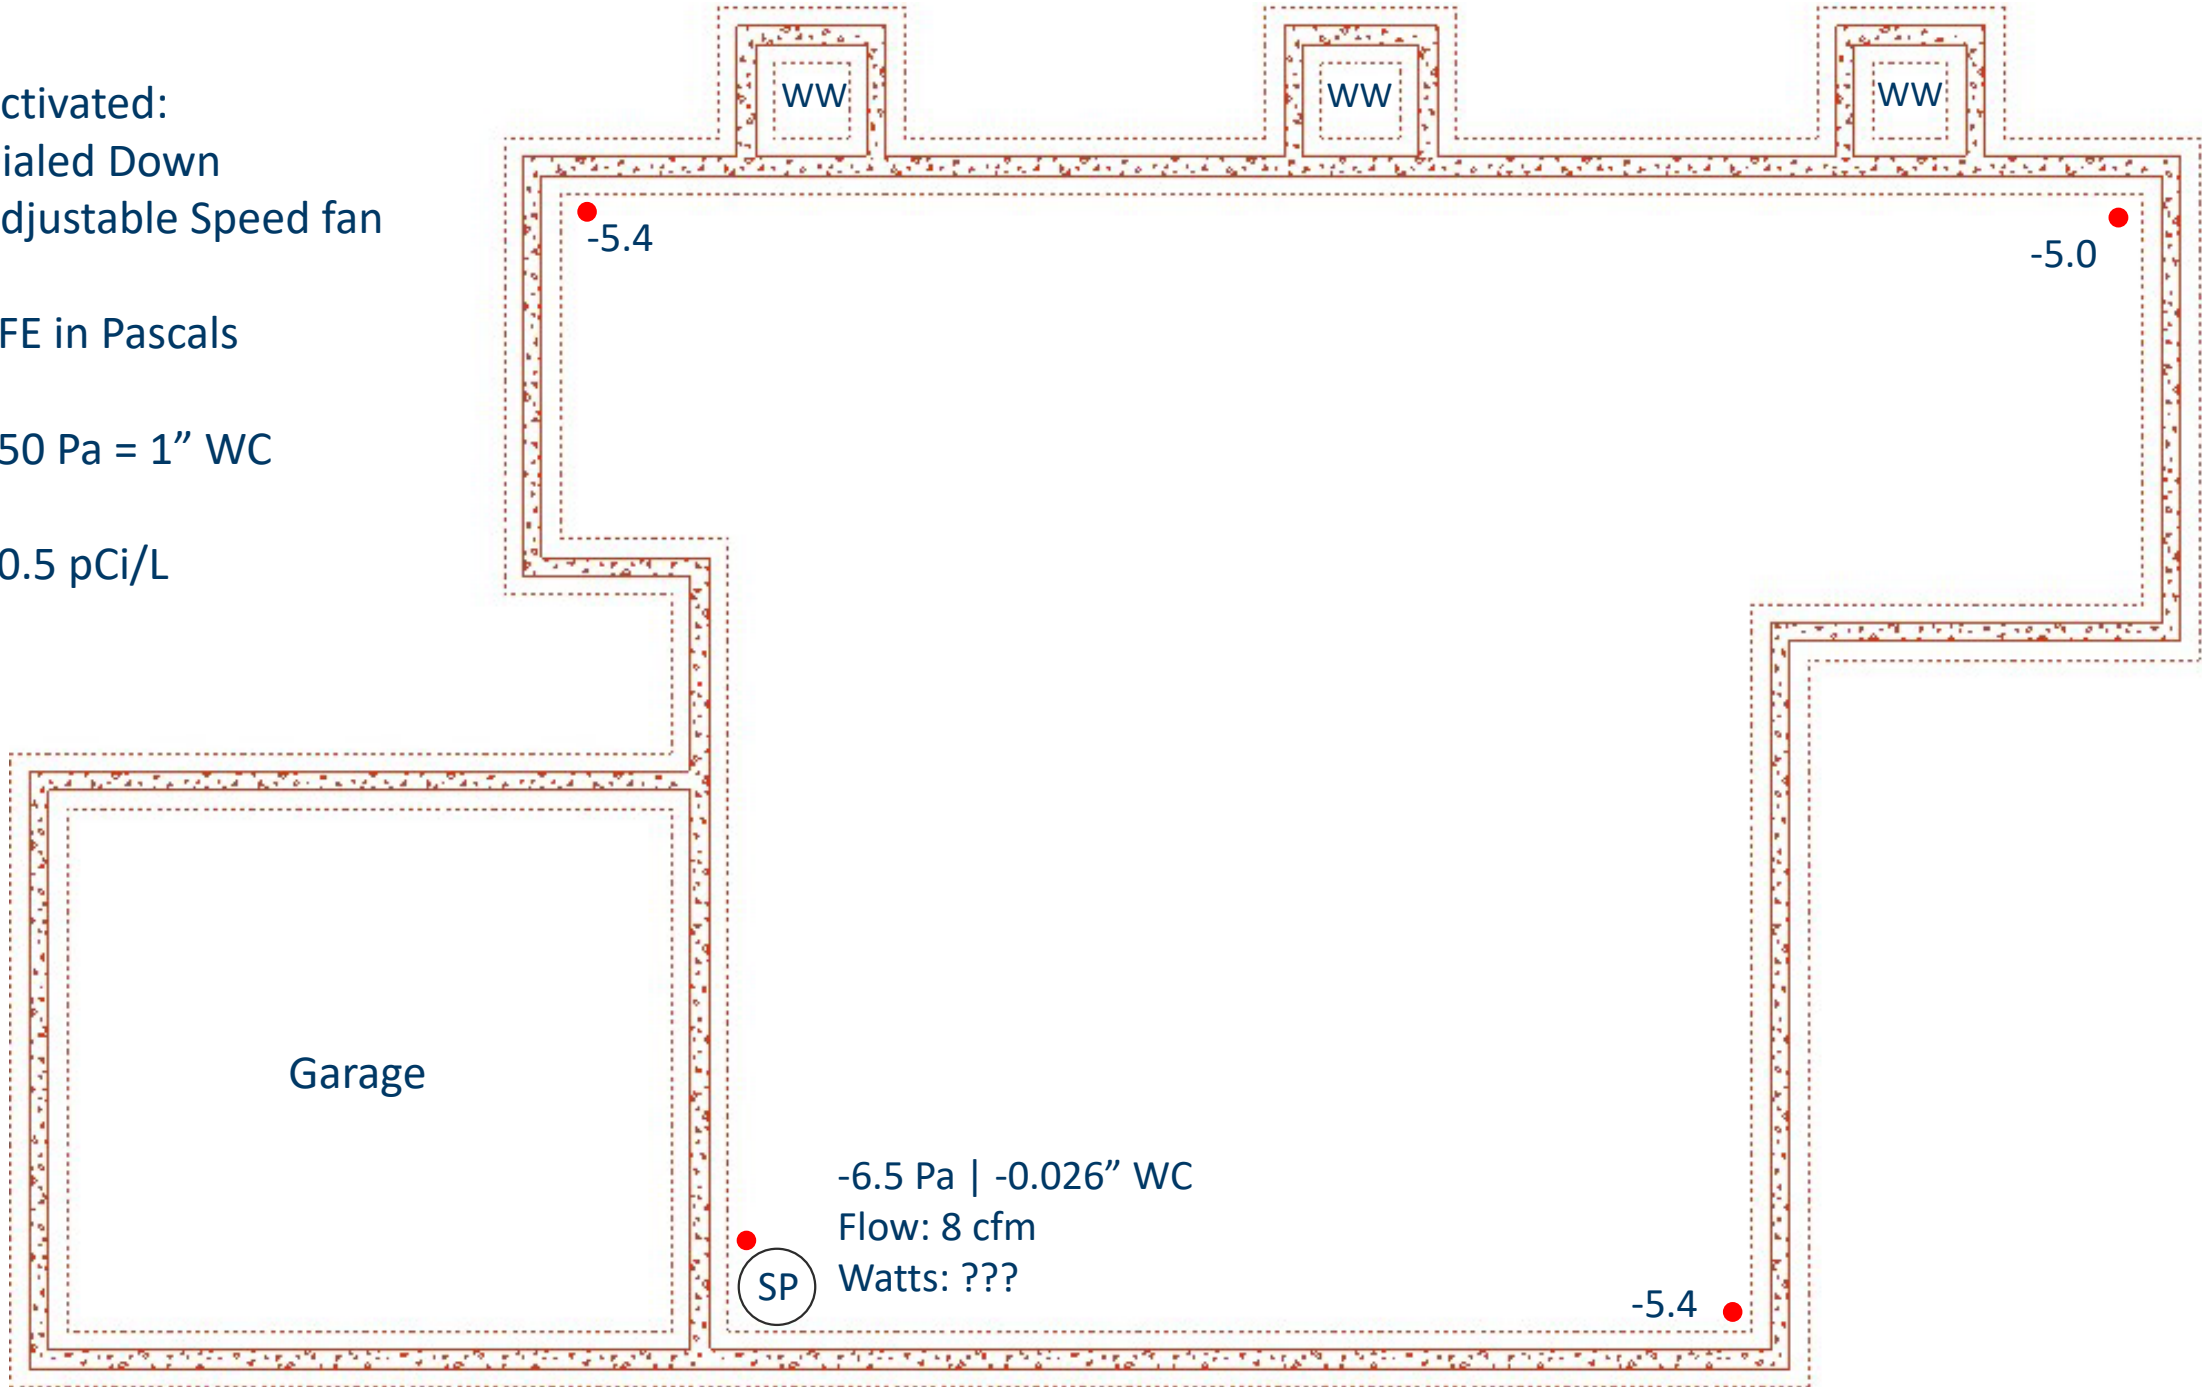 ctivated:
ialed Down
djustable Speed fan
FE in Pascals
50 Pa = 1” WC
0.5 pCi/L
WW
WW
WW
-5.4
-5.0
Garage
-6.5 Pa | -0.026” WC
Flow: 8 cfm
Watts: ???
SP
-5.4